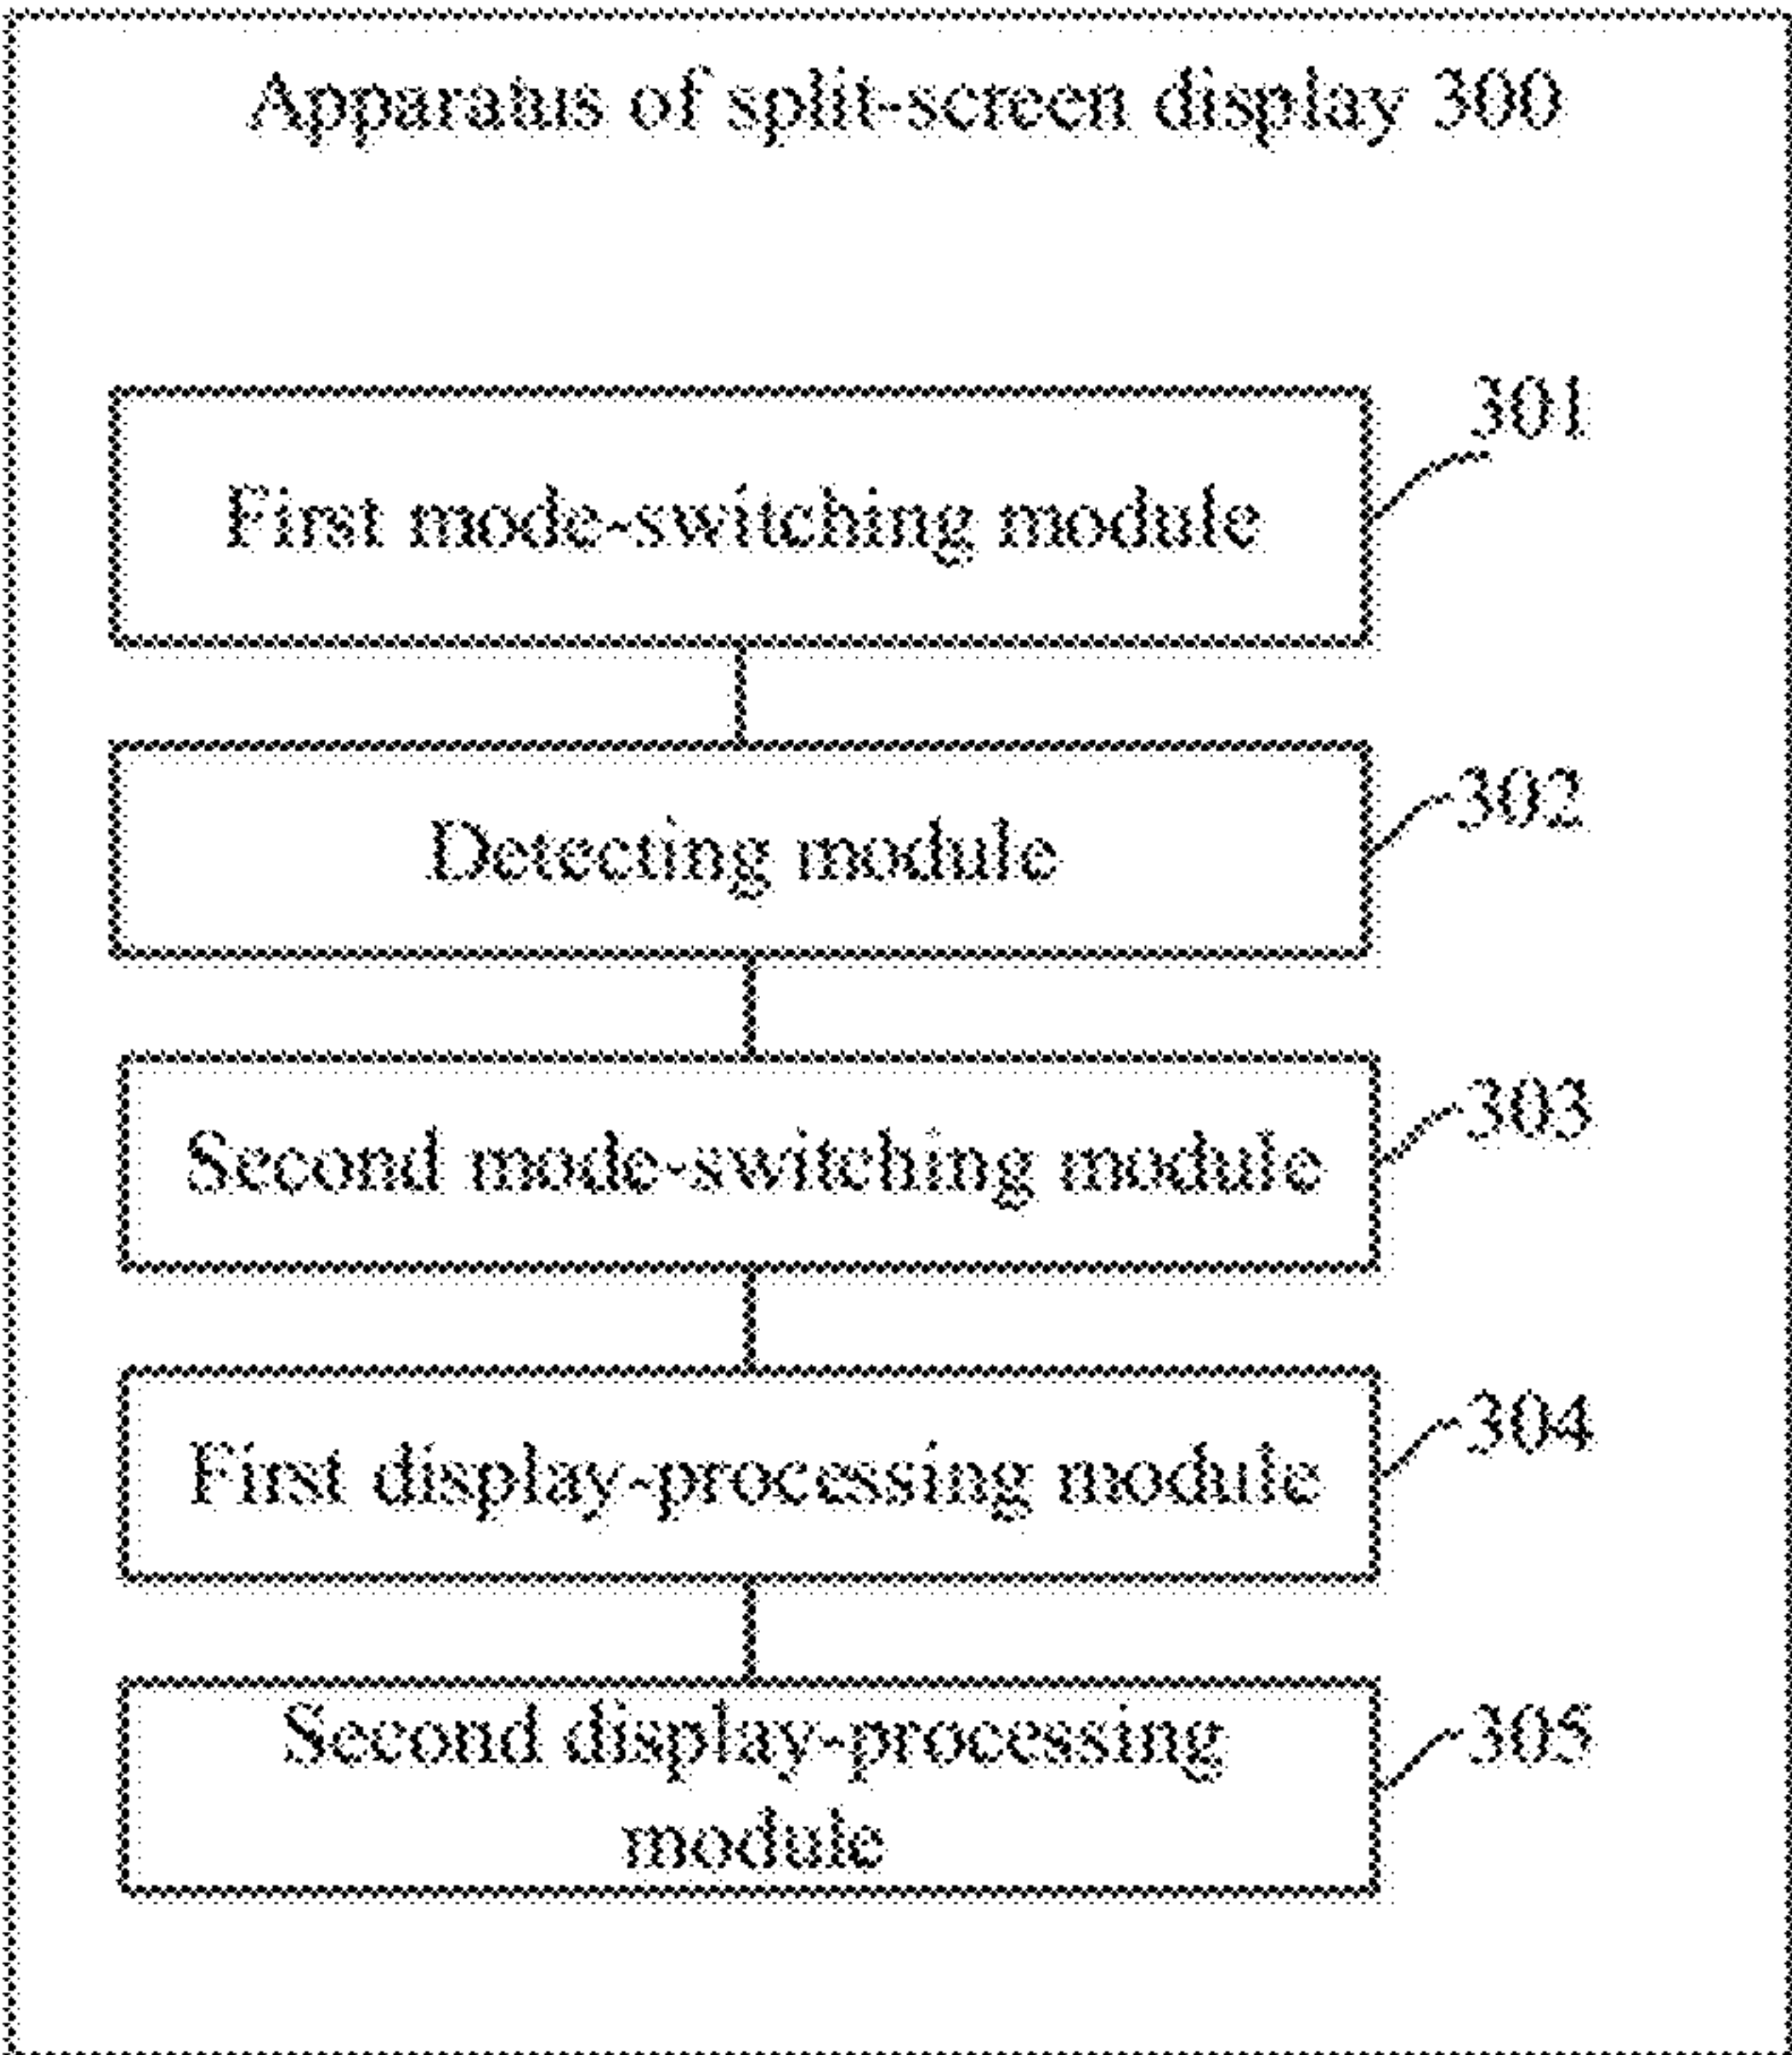 Apparatus of split-screen display 300
301
First mode-switching module
302
Detecting module
303
Second mode-switching module
304
First display-processing module
305
Second display-processing
module